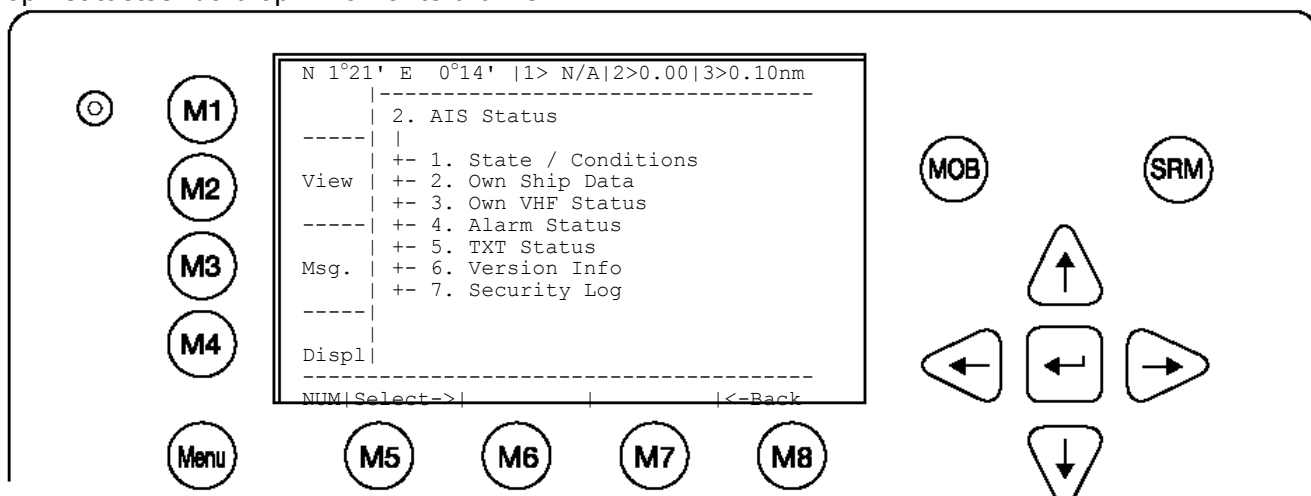 N 1°21' E 0°14' |1> N/A|2>0.00|3>0.10nm
2. AIS Status
+- 1. State / Conditions
View | +- 2. Own Ship Data
+- 3. Own VHF Status
-----| +- 4. Alarm Status
+- 5. TXT Status
Msg. | +- 6. Version Info
+- 7. Security Log
Displ|
NUM|Select->| | |<-Back
M1
M2
M3
M4
Menu
M5
M6
M7
M8
MOB
SRM